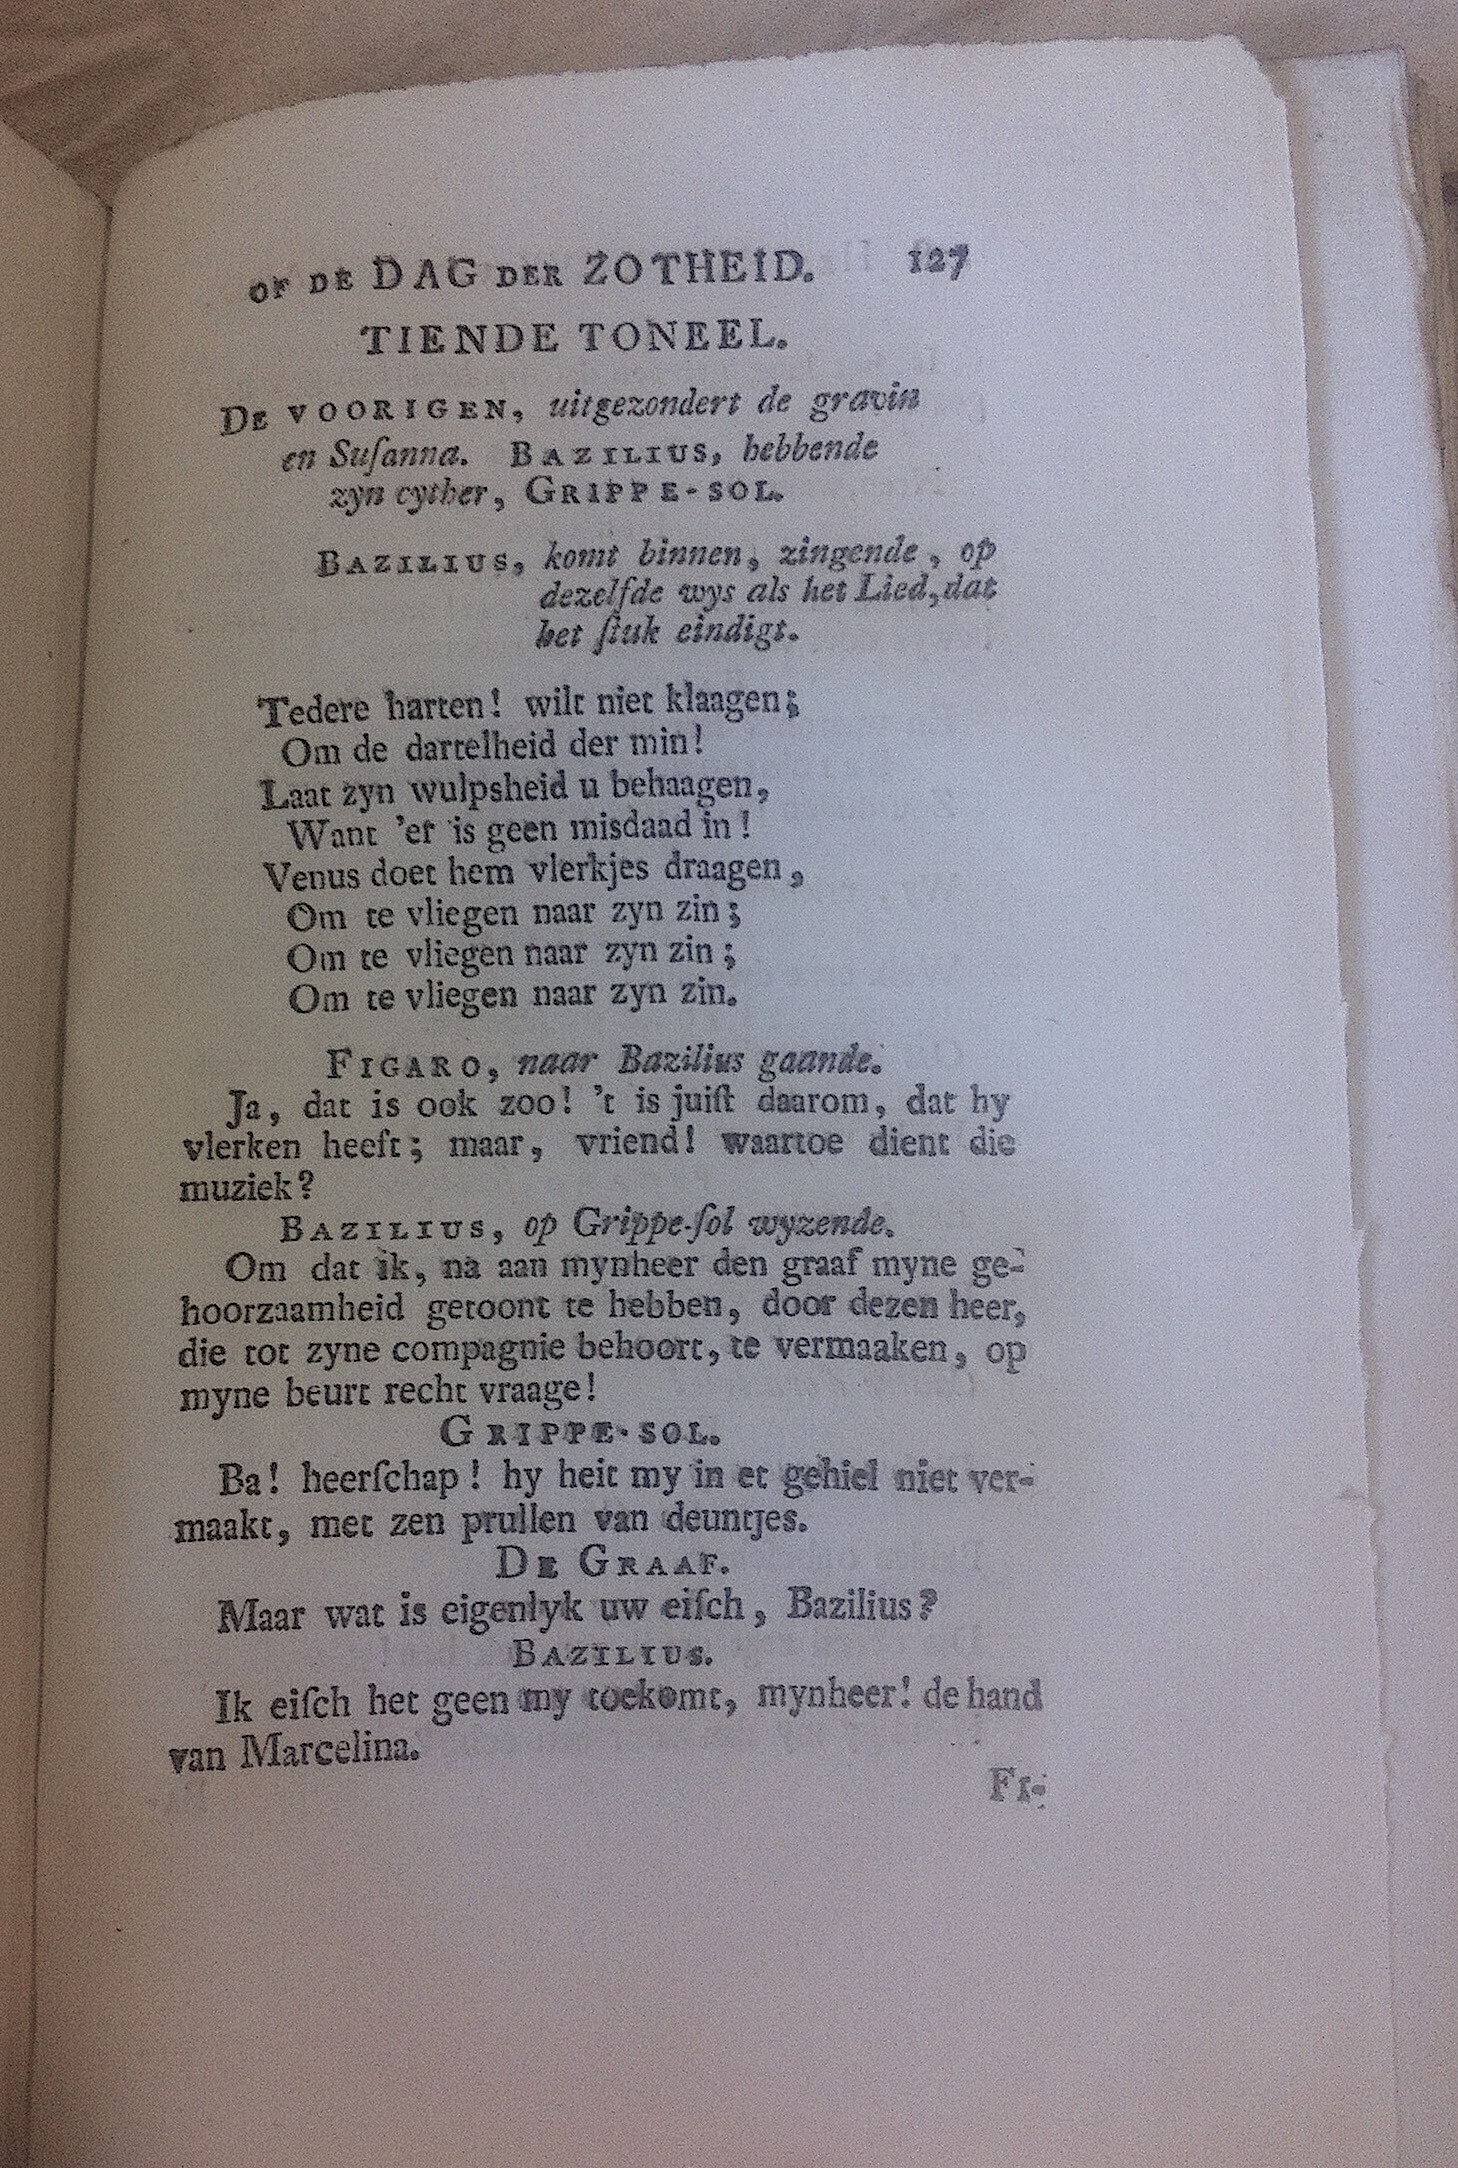 OF DE DAG DER ZOTHEID. 127
TIENDE TONEEL.
DE VOORIGEN, uitgezondert de gravin
en Suſanna. BAZILIUS, hebbende
zyn cyther, GRIPPE-SOL.
BAZILIUS, komt binnen, zingende, op
dezelfde wys als het Lied, dat
het ſtuk eindigt.
Tedere harten! wilt niet klaagen;
Om de dartelheid der min!
Laat zyn wulpsheid u behaagen,
Want 'er is geen misdaad in!
Venus doet hem vlerkjes draagen,
Om te vliegen naar zyn zin;
Om te vliegen naar zyn zin;
Om te vliegen naar zyn zin.
FIGARO, naar Bazilius gaande.
Ja, dat is ook zoo! 't is juiſt daarom, dat hy
vlerken heeft; maar, vriend! waartoe dient die
muziek?
BAZILIUS, op Grippe-ſol wyzende.
Om dat ik, na aan mynheer den graaf myne ge-
hoorzaamheid getoont te hebben, door dezen heer,
die tot zyne compagnie behoort, te vermaaken, op
myne beurt recht vraage!
GRIPPE-SOL.
Ba! heerſchap! hy heit my in et gehiel niet ver-
maakt, met zen prullen van deuntjes.
DE GRAAF.
Maar wat is eigenlyk uw eiſch, Bazilius?
BAZILIUS.
Ik eiſch het geen my toekomt, mynheer! de hand
van Marcelina.
FI-